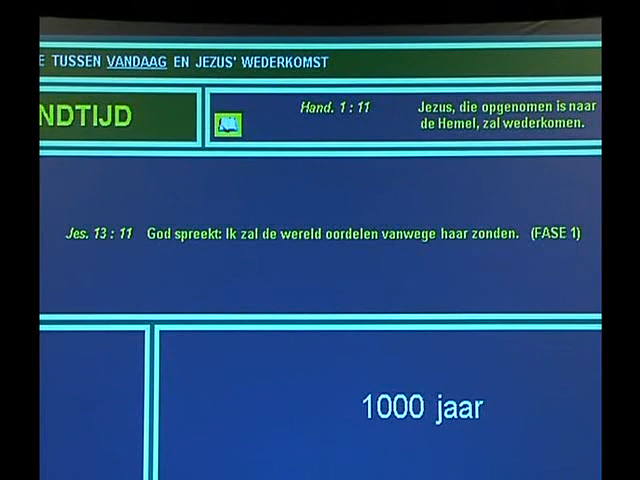 E TUSSEN VANDAAG EN JEZUS' WEDERKOMST
NDTIJD
Hand. 1 : 11
Jezus, die opgenomen is naar
de Hemel, zal wederkomen.
Jes. 13 : 11 God spreekt: Ik zal de wereld oordelen vanwege haar zonden. (FASE 1)
1000 jaar